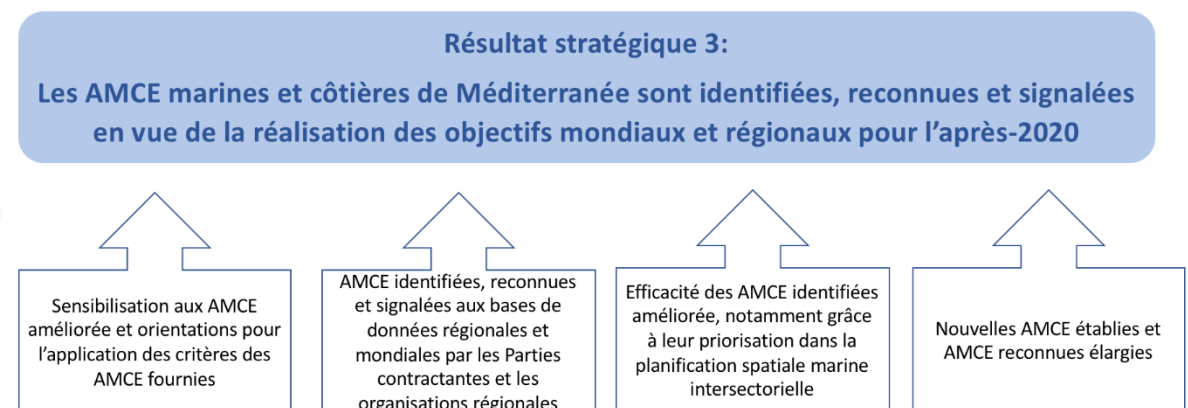 Résultat stratégique 3:
Les AMCE marines et côtières de Méditerranée sont identifiées, reconnues et signalées
en vue de la réalisation des objectifs mondiaux et régionaux pour l’après-2020
Sensibilisation aux AMCE
améliorée et orientations pour
l’application des critères des
AMCE fournies
AMCE identifiées, reconnues
et signalées aux bases de
données régionales et
mondiales par les Parties
contractantes et les
organisations régionales
Efficacité des AMCE identifiées
améliorée, notamment grâce
à leur priorisation dans la
planification spatiale marine
intersectorielle
Nouvelles AMCE établies et
AMCE reconnues élargies